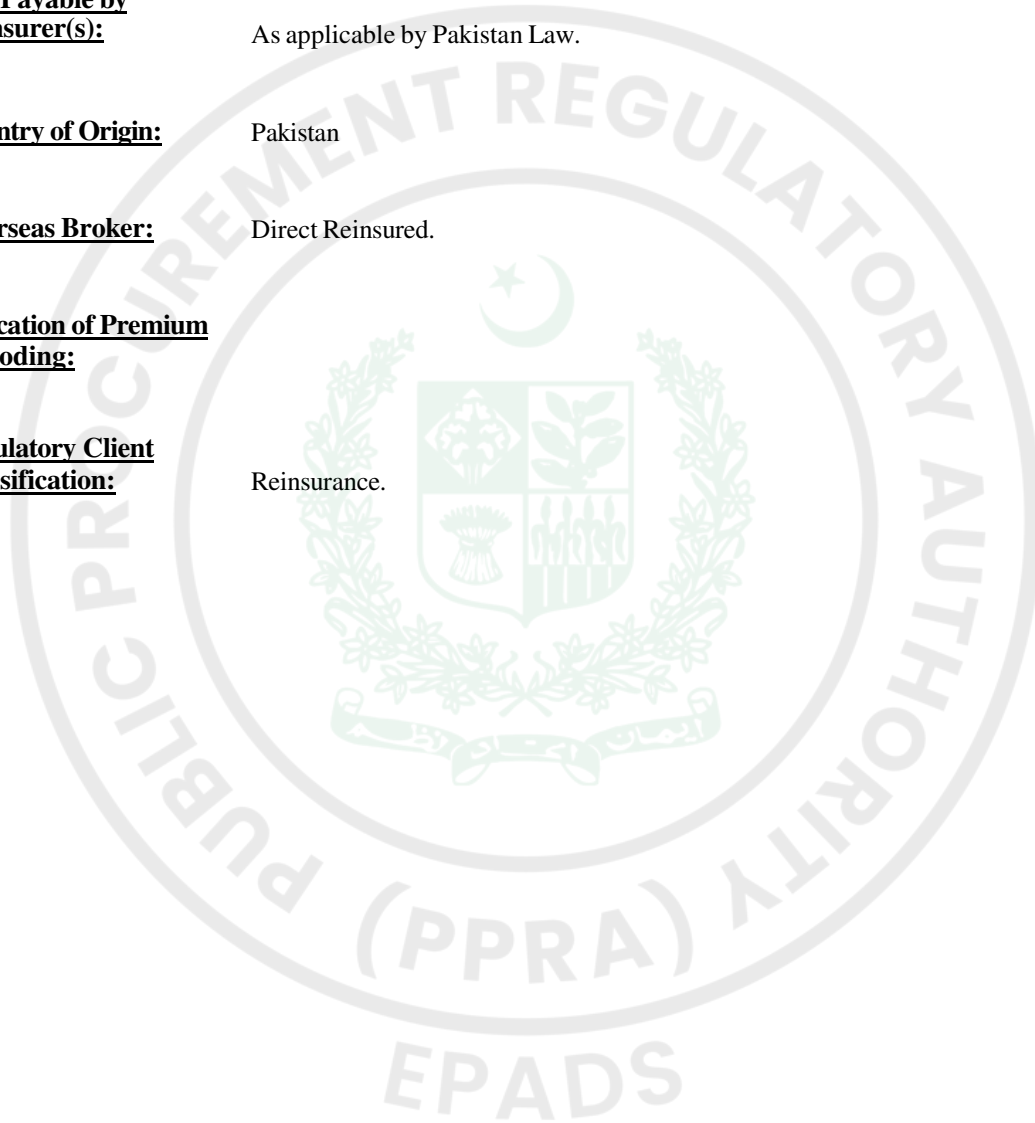 Payable by
nsurer(s): As applicable by Pakistan Law.
ntry of Origin: Pakistan
rseas Broker: Direct Reinsured.
cation of Premium
oding:
ulatory Client
sification: Reinsurance.
PUBLIC PROCUREMENT REGULATORY AUTHORITY
(PPRA)
EPADS